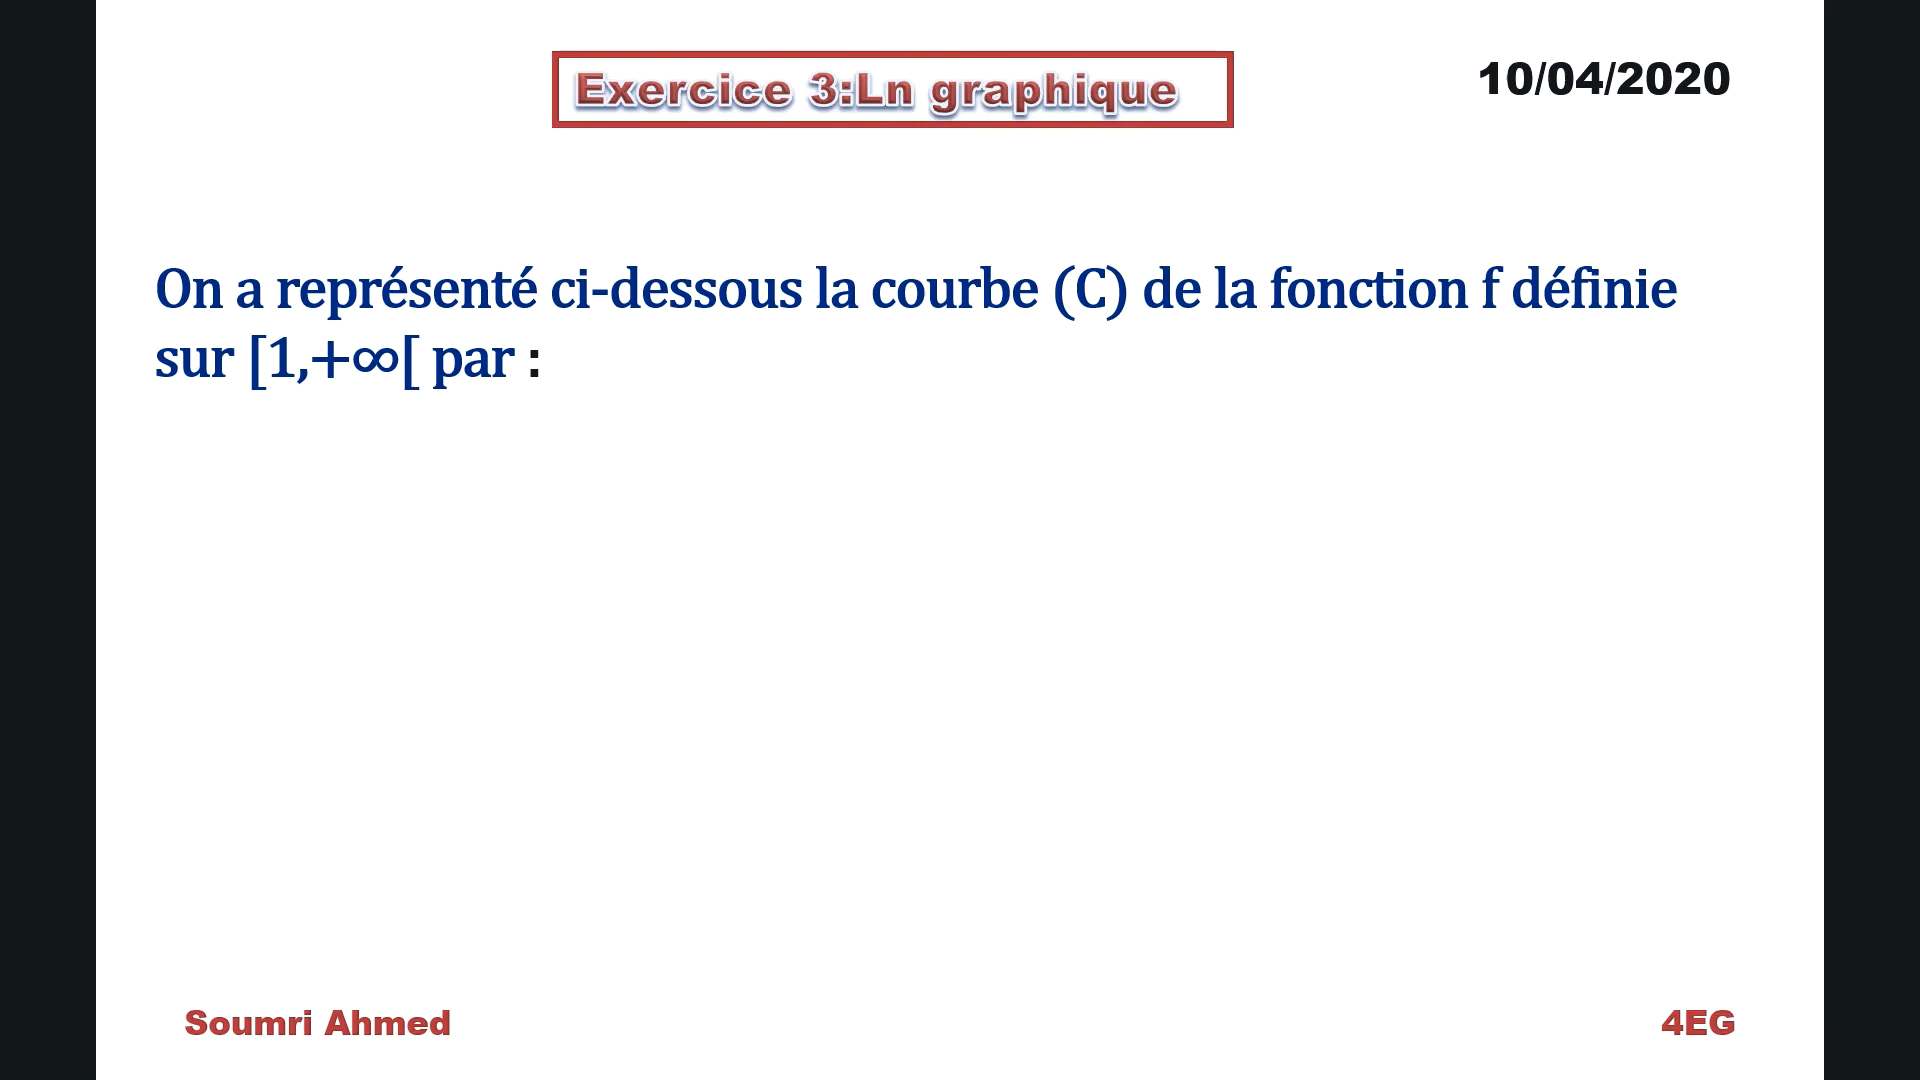 Exercice 3:Ln graphique
10/04/2020
On a représenté ci-dessous la courbe (C) de la fonction f définie
sur [1,+∞[ par :
Soumri Ahmed
4EG